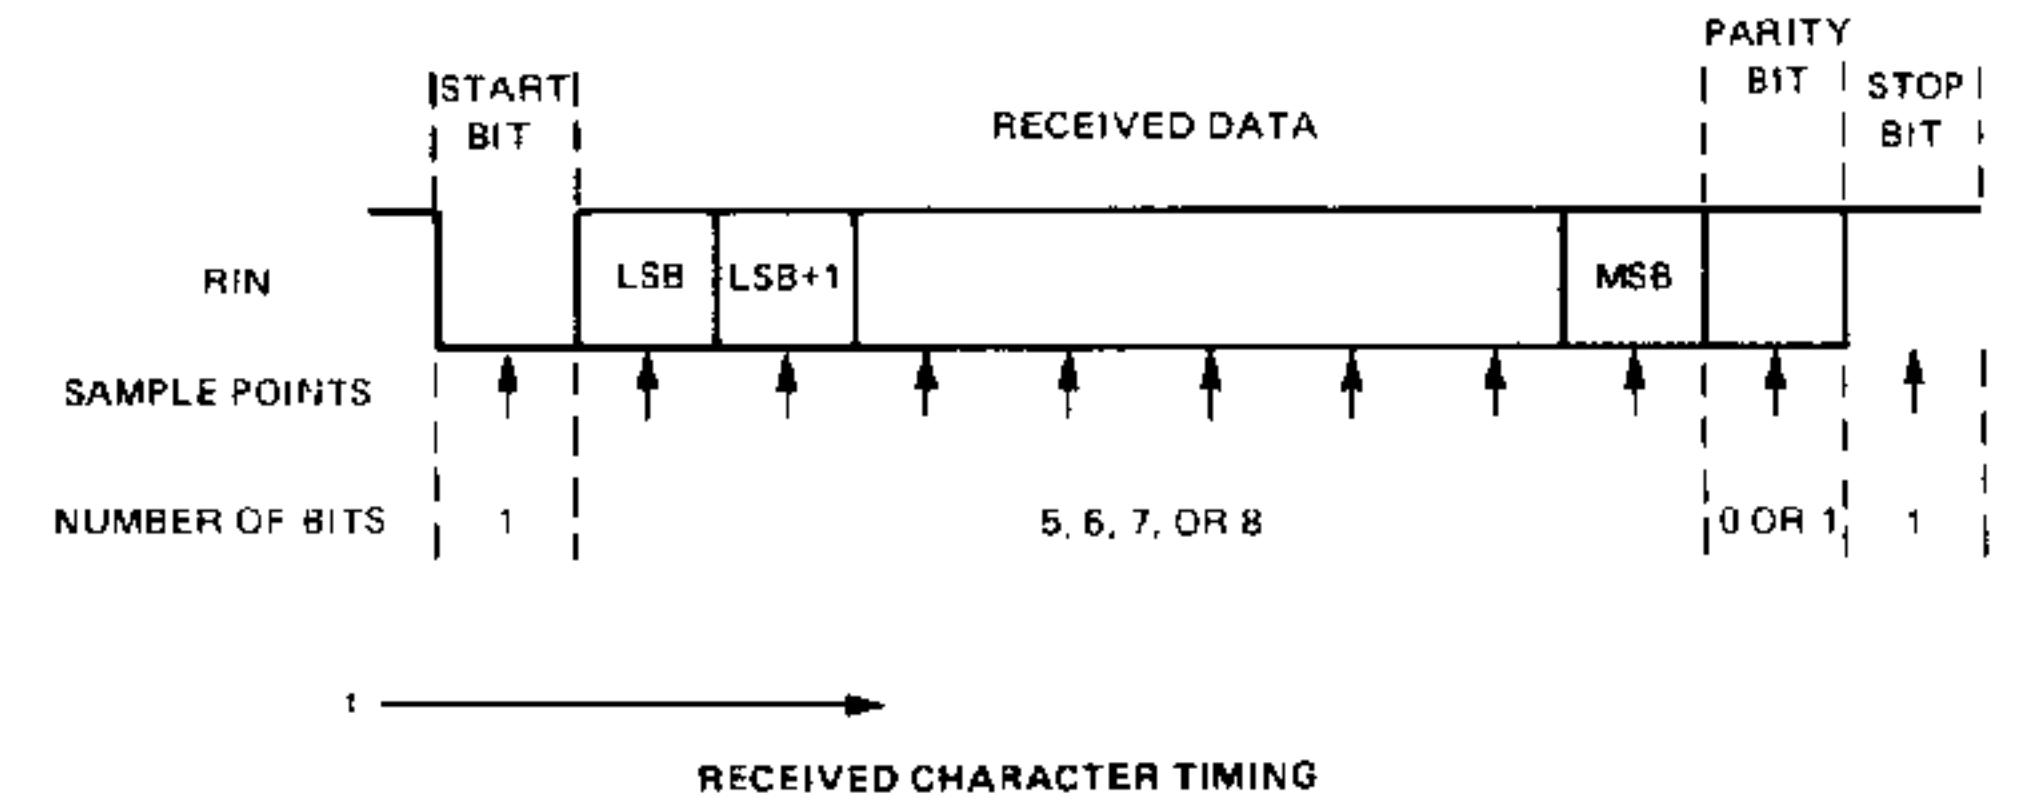 PARITY
BIT
START
BIT
STOP
BIT
RECEIVED DATA
RIN
LSB
LSB+1
MSB
SAMPLE POINTS
NUMBER OF BITS
1
5, 6, 7, OR 8
0 OR 1
1
t
RECEIVED CHARACTER TIMING